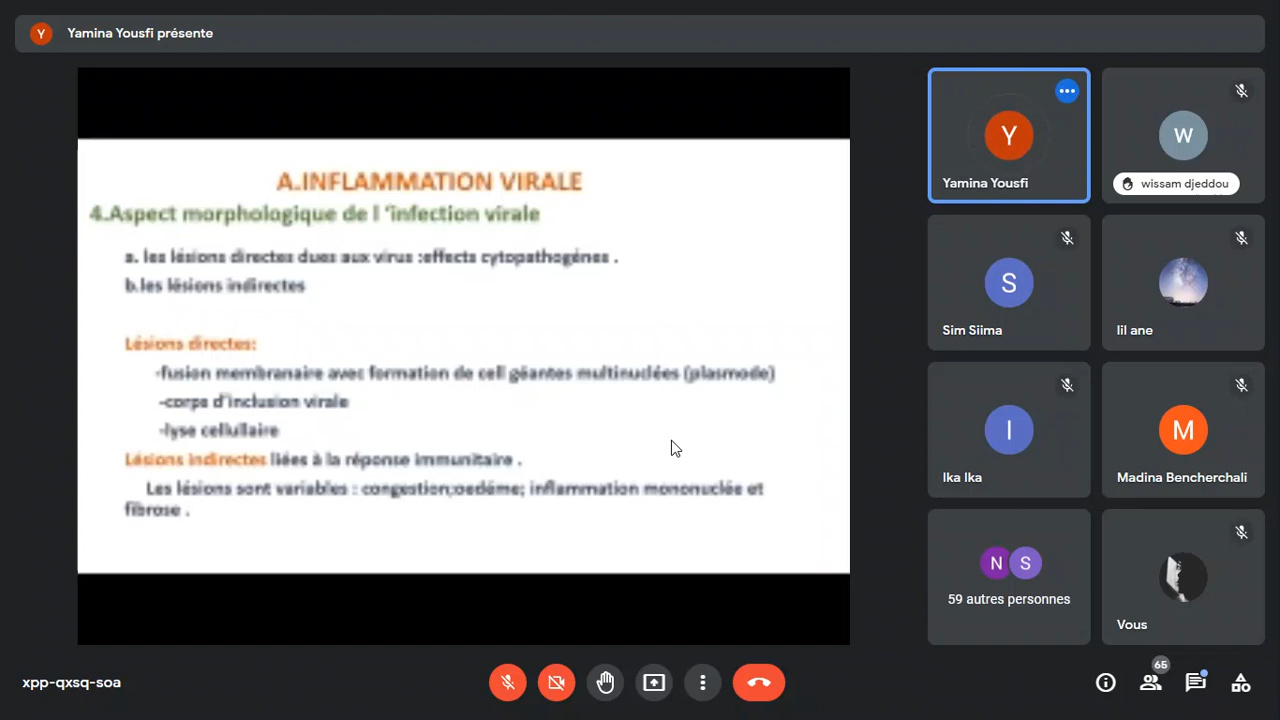 Y Yamina Yousfi présente
A.INFLAMMATION VIRALE
4.Aspect morphologique de l 'infection virale
a. les lésions directes dues aux virus :effects cytopathogénes .
b.les lésions indirectes
Lésions directes:
-fusion membranaire avec formation de cell géantes multinuclées (plasmode)
-corps d'inclusion virale
-lyse cellullaire
Lésions indirectes liées à la réponse immunitaire .
Les lésions sont variables : congestion;oedéme; inflammation mononuclée et
fibrose .
Y
Yamina Yousfi
W
wissam djeddou
S
Sim Siima
lil ane
I
Ika Ika
M
Madina Bencherchali
N S
59 autres personnes
Vous
xpp-qxsq-soa
65